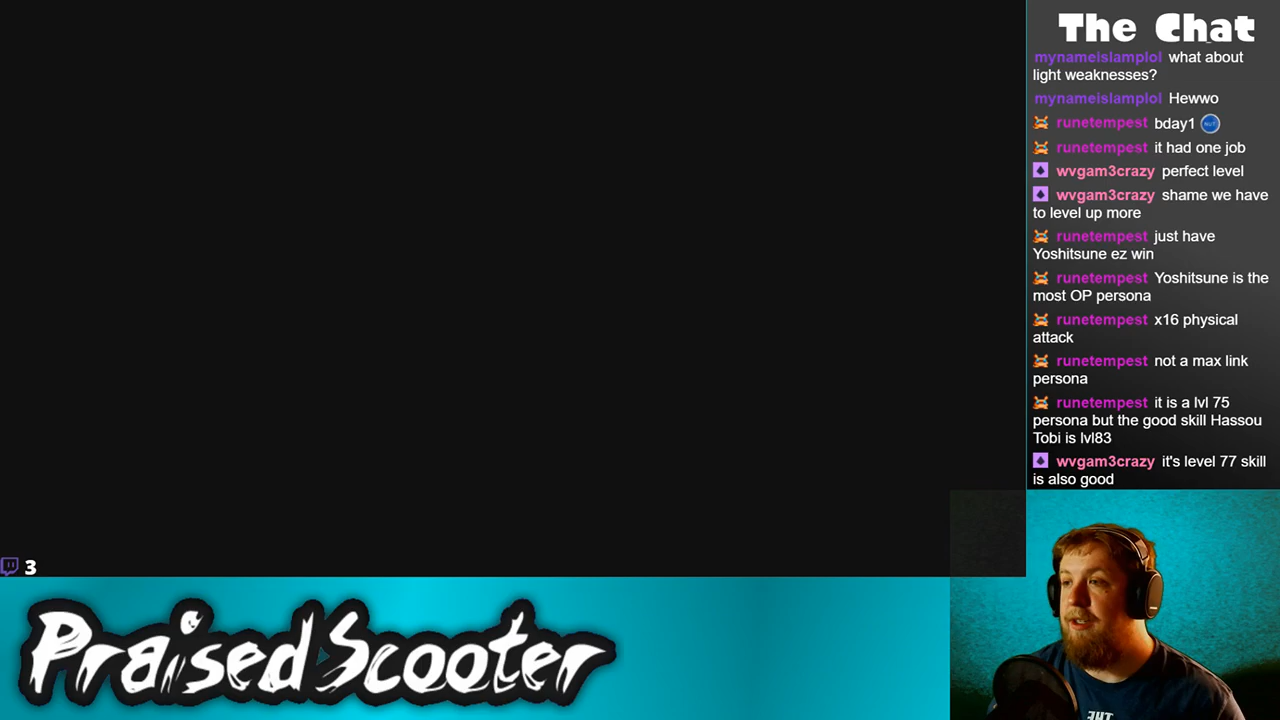 The Chat
mynameislamplol what about
light weaknesses?
mynameislamplol Hewwo
runetempest bday1
runetempest it had one job
wvgam3crazy perfect level
wvgam3crazy shame we have
to level up more
runetempest just have
Yoshitsune ez win
runetempest Yoshitsune is the
most OP persona
runetempest x16 physical
attack
runetempest not a max link
persona
runetempest it is a lvl 75
persona but the good skill Hassou
Tobi is lvl83
wvgam3crazy it's level 77 skill
is also good
3
PraisedScooter
THE